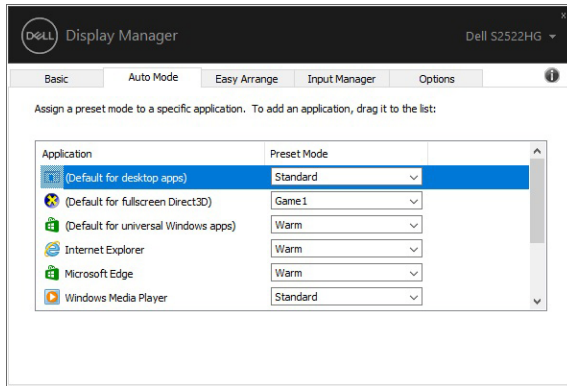 x
DELL Display Manager Dell S2522HG
Basic Auto Mode Easy Arrange Input Manager Options i
Assign a preset mode to a specific application. To add an application, drag it to the list:
Application Preset Mode
(Default for desktop apps) Standard
(Default for fullscreen Direct3D) Game1
(Default for universal Windows apps) Warm
Internet Explorer Warm
Microsoft Edge Warm
Windows Media Player Standard